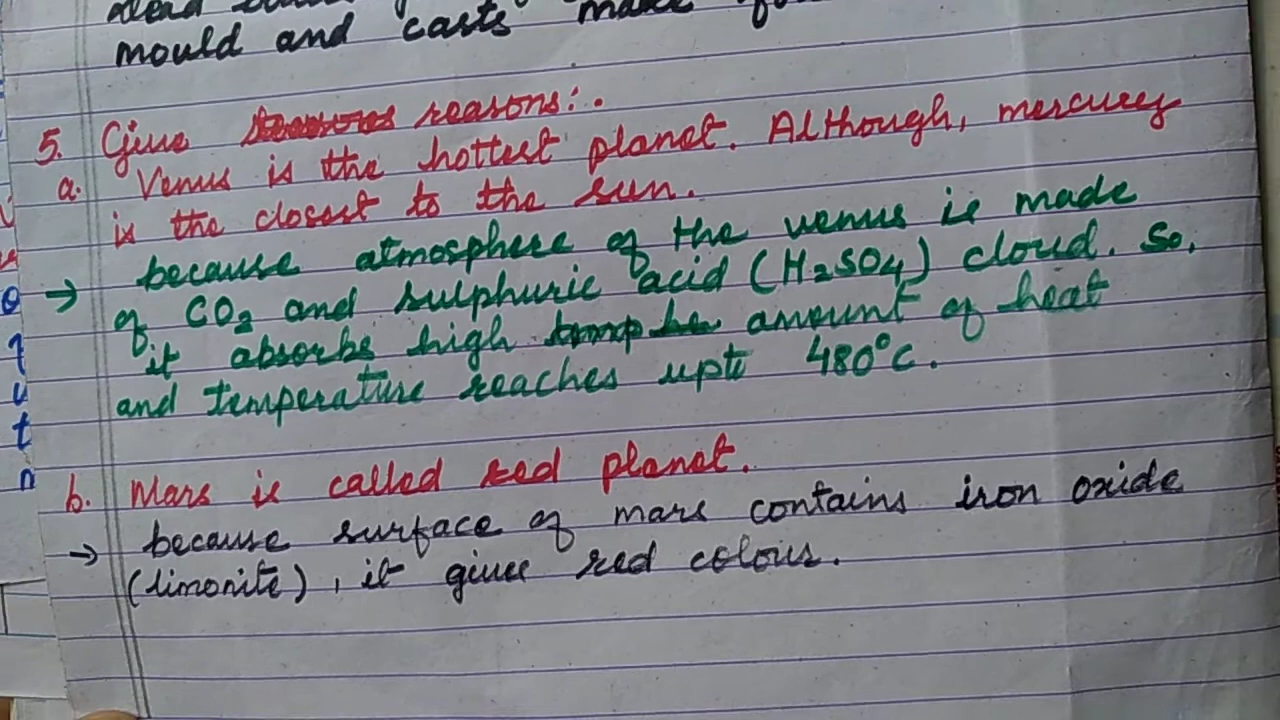 mould and casts make
5. Give reasons:.
a. Venus is the hottest planet. Although, mercury
is the closest to the sun.
→ because atmosphere of the venus is made
of CO2 and sulphuric acid (H2SO4) cloud. So,
it absorbs high amount of heat
and temperature reaches upto 480°C.
b. Mars is called red planet.
→ because surface of mars contains iron oxide
(limonite), it gives red colour.